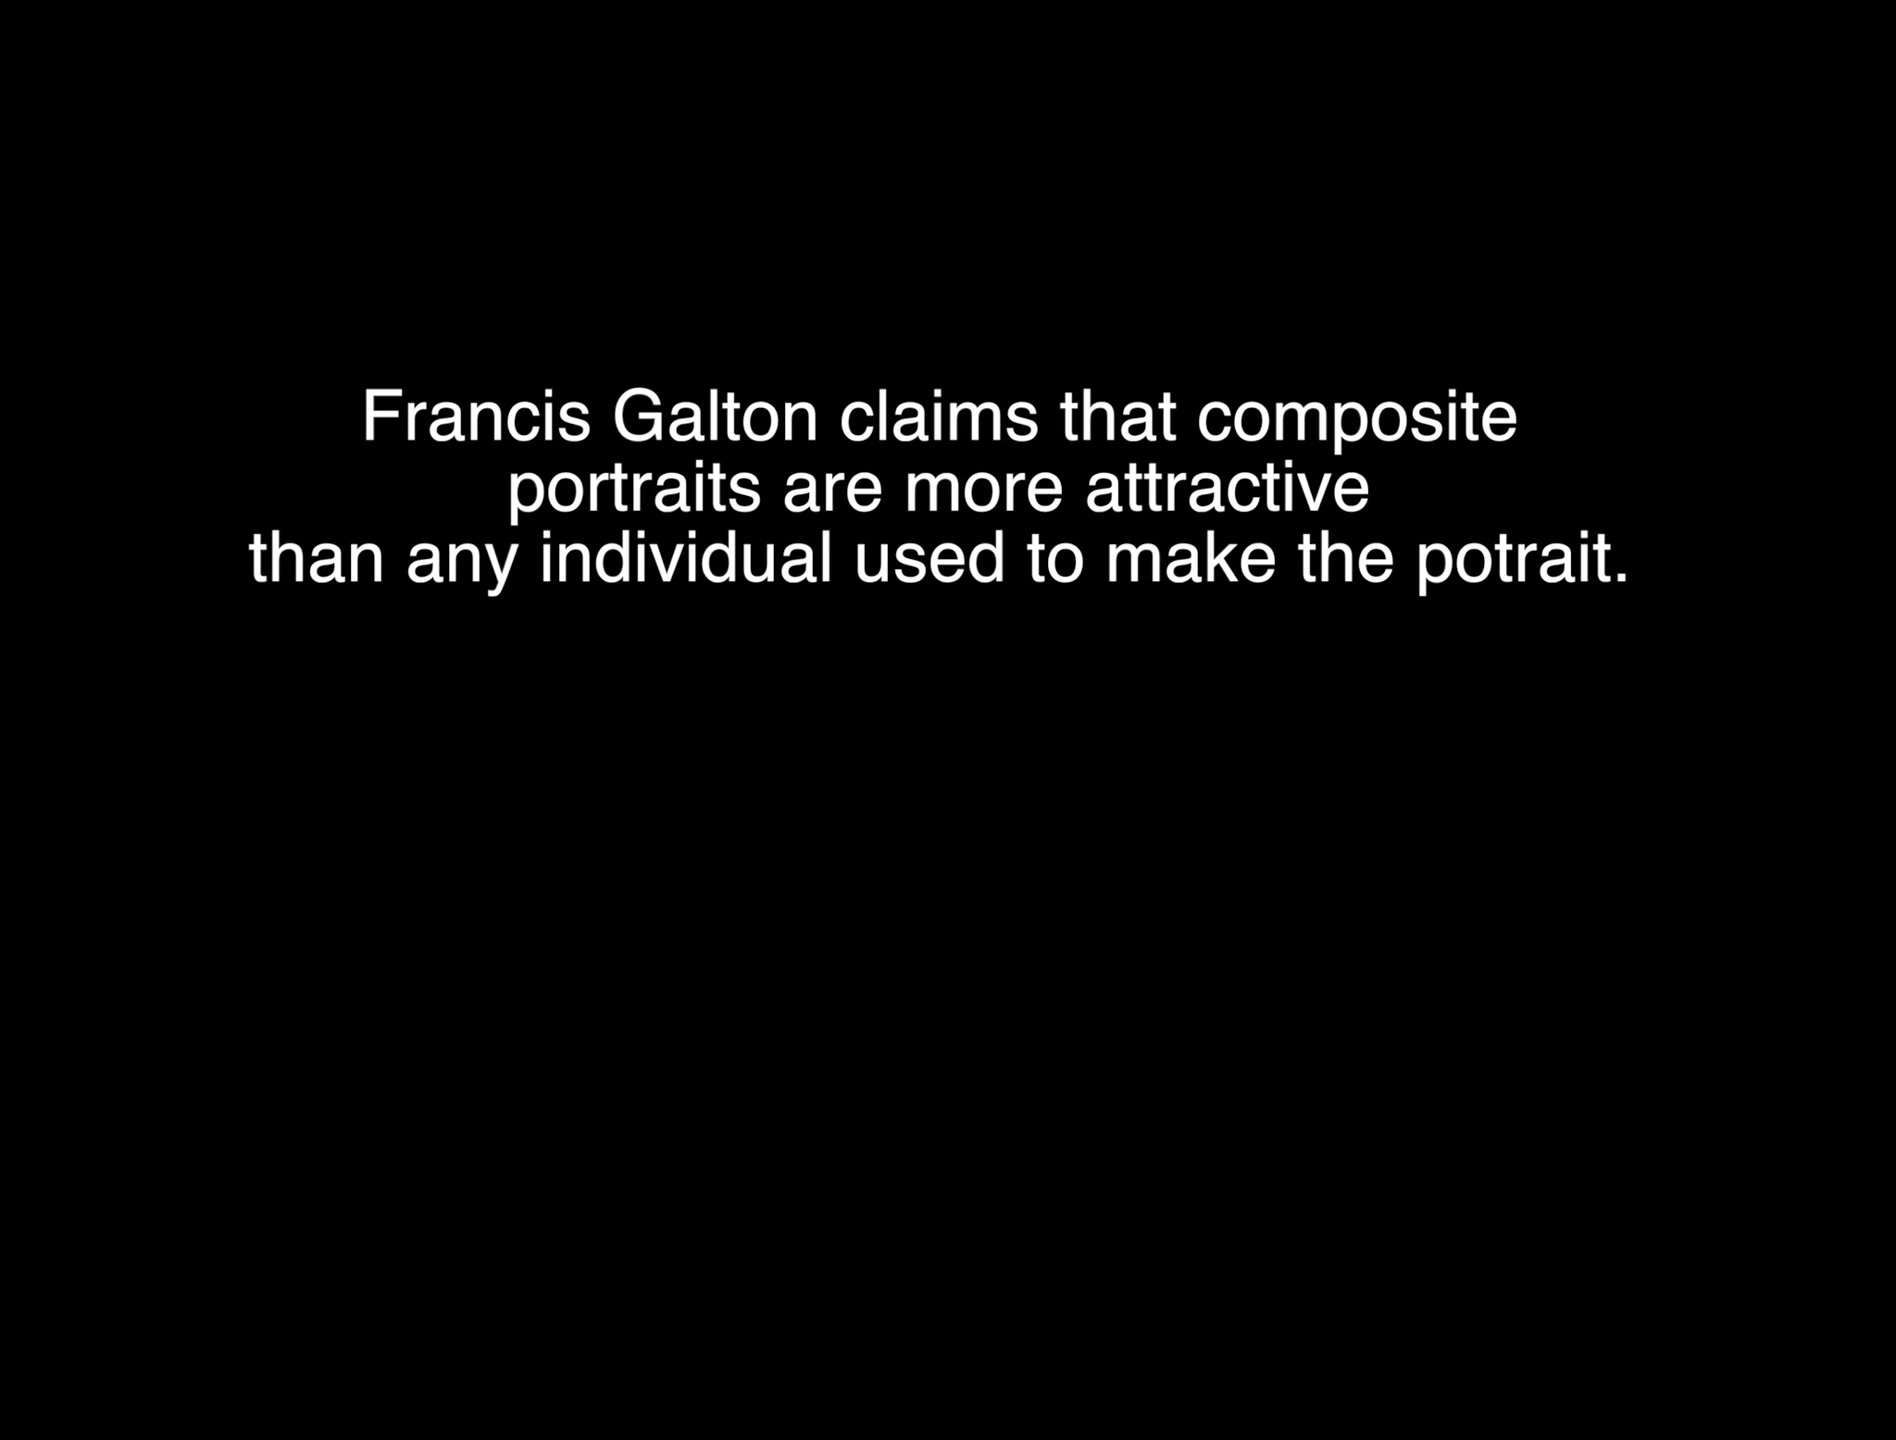 Francis Galton claims that composite
portraits are more attractive
than any individual used to make the potrait.